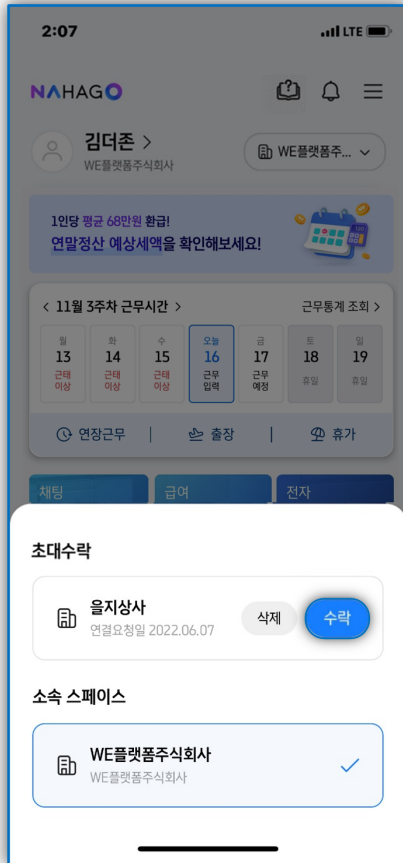 2:07
LTE
NAHAGO
김더존 >
WE플랫폼주식회사
WE플랫폼주...
1인당 평균 68만원 환급!
연말정산 예상세액을 확인해보세요!
< 11월 3주차 근무시간 >
근무통계 조회 >
월 화 수 오늘 금 토 일
13 14 15 16 17 18 19
근태 근태 근태 근무 근무 휴일 휴일
이상 이상 이상 입력 예정
연장근무 | 출장 | 휴가
채팅 급여 전자
초대수락
을지상사
연결요청일 2022.06.07
삭제
수락
소속 스페이스
WE플랫폼주식회사
WE플랫폼주식회사